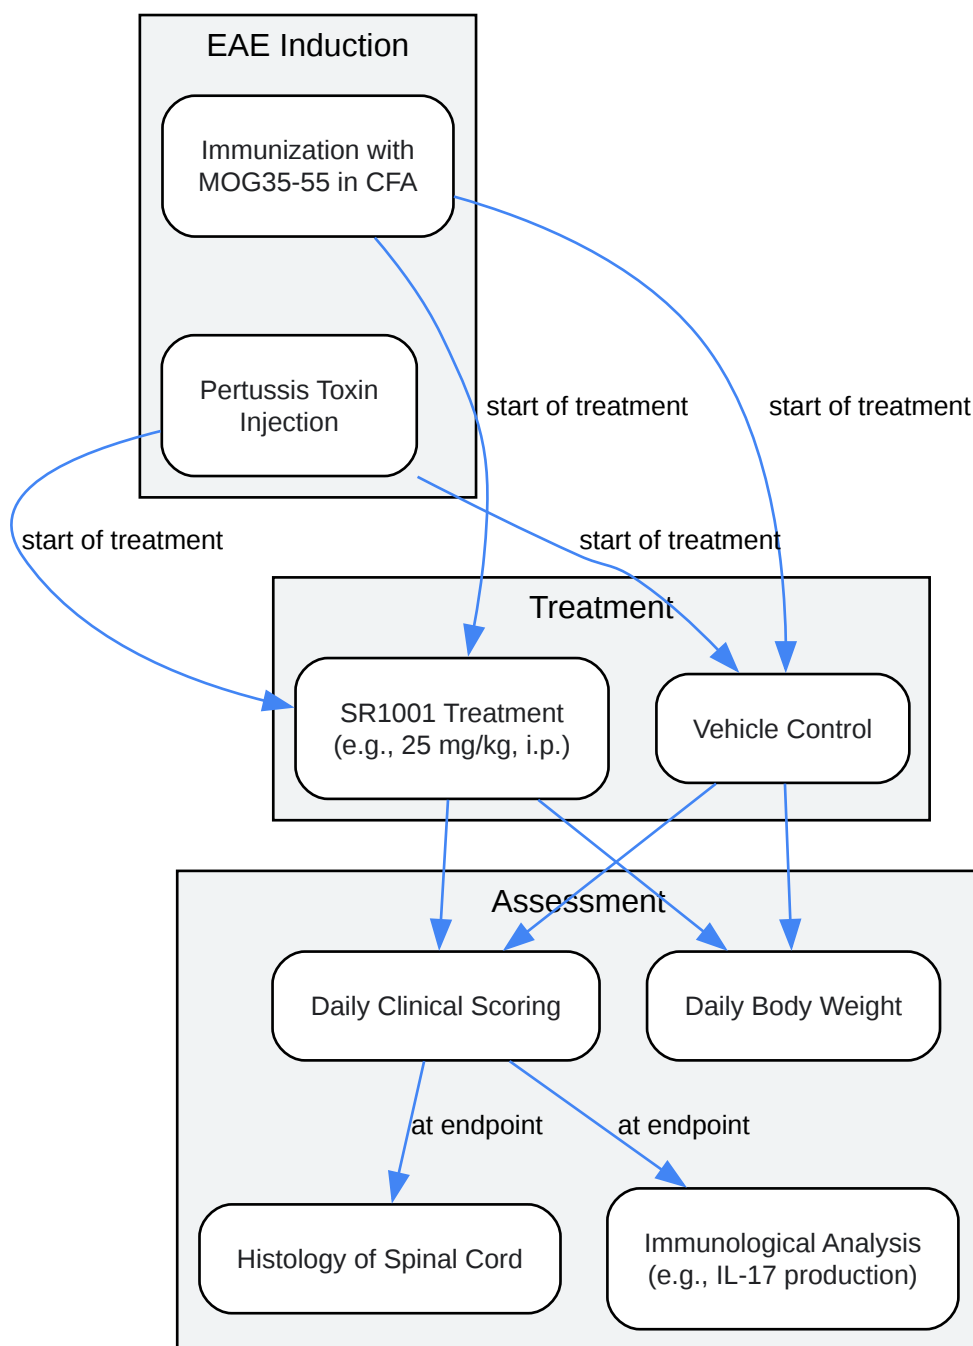 EAE Induction
Immunization with
MOG35-55 in CFA
Pertussis Toxin
Injection
start of treatment
start of treatment
start of treatment
start of treatment
Treatment
SR1001 Treatment
(e.g., 25 mg/kg, i.p.)
Vehicle Control
Assessment
Daily Clinical Scoring
Daily Body Weight
at endpoint
at endpoint
Histology of Spinal Cord
Immunological Analysis
(e.g., IL-17 production)